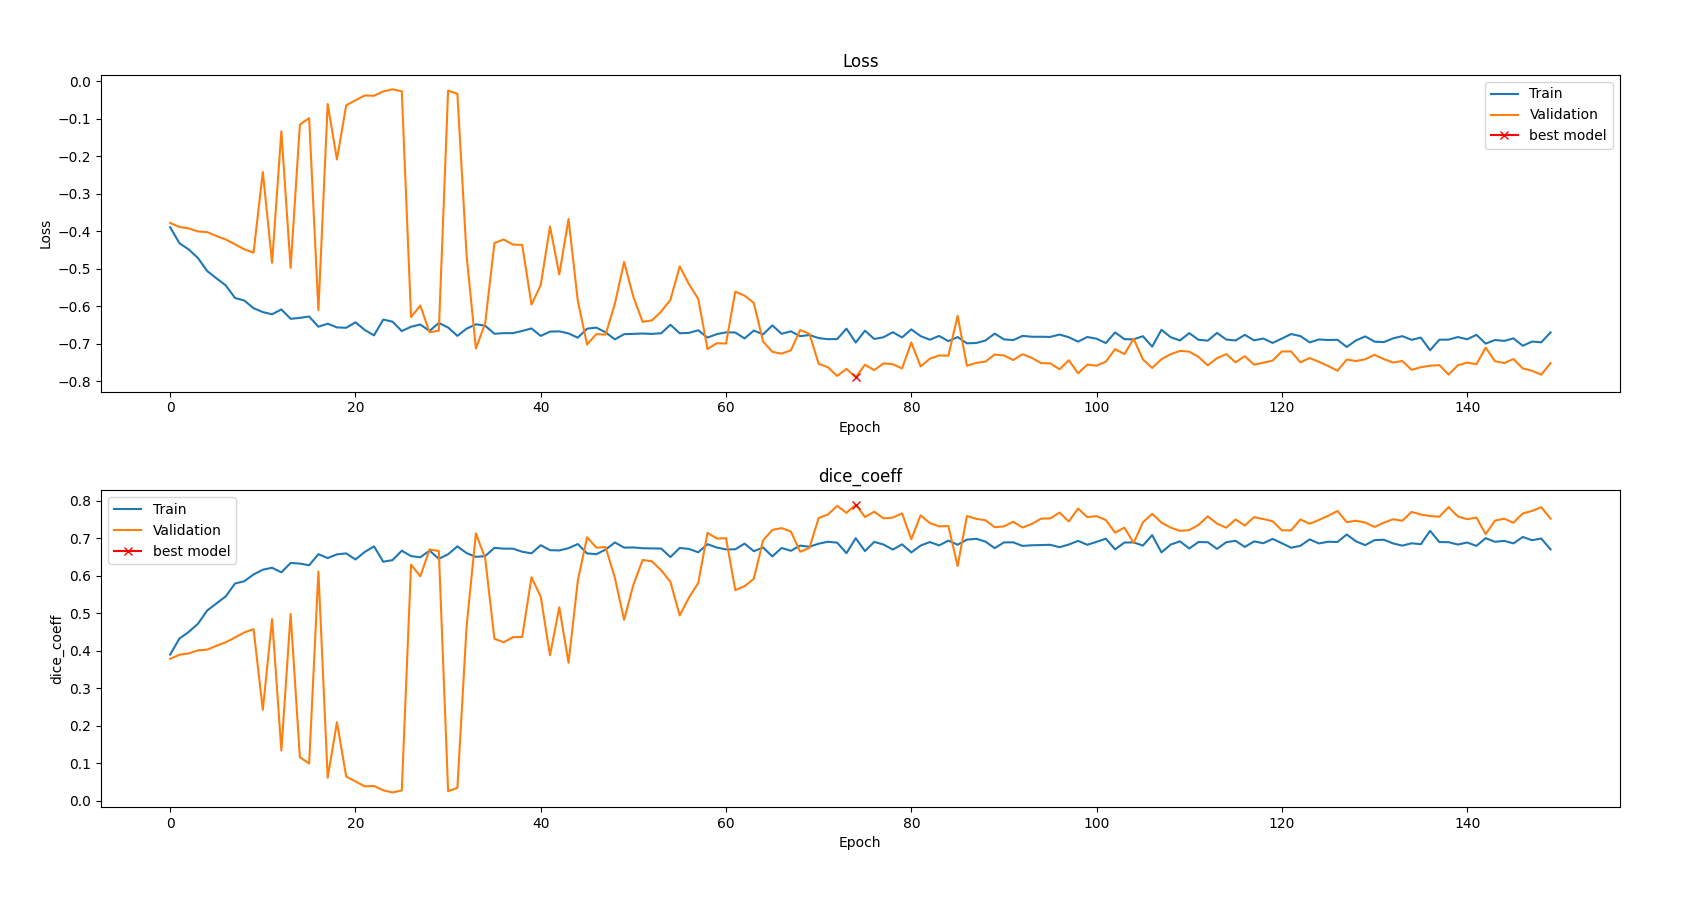 Loss
0.0
−0.1
−0.2
−0.3
−0.4
−0.5
−0.6
−0.7
−0.8
Loss
Train
Validation
best model
0 20 40 60 80 100 120 140
Epoch
dice_coeff
0.8
0.7
0.6
0.5
0.4
0.3
0.2
0.1
0.0
dice_coeff
Train
Validation
best model
0 20 40 60 80 100 120 140
Epoch